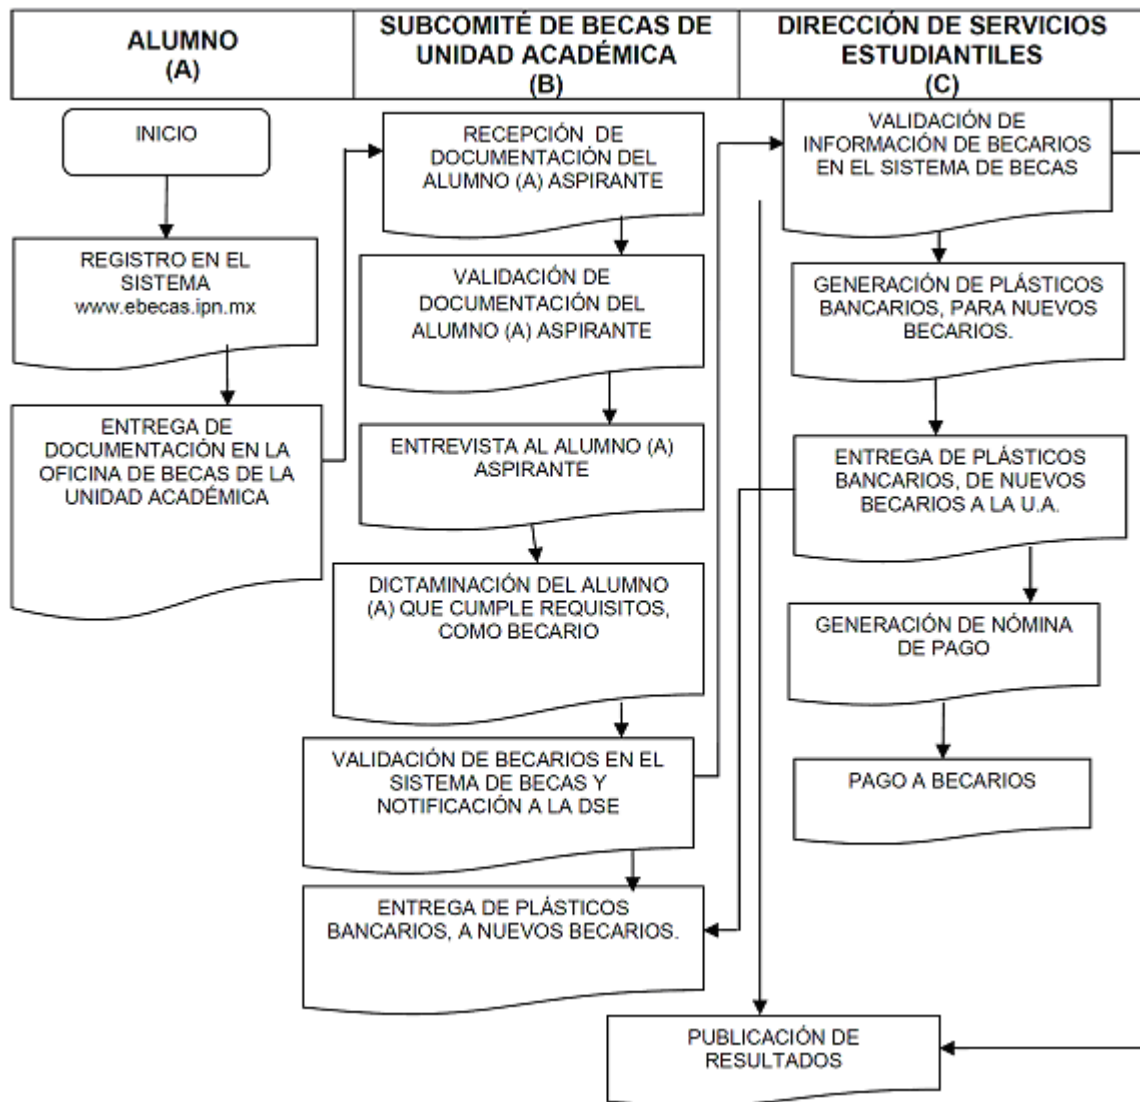 ALUMNO
(A)
SUBCOMITÉ DE BECAS DE
UNIDAD ACADÉMICA
(B)
DIRECCIÓN DE SERVICIOS
ESTUDIANTILES
(C)
INICIO
REGISTRO EN EL
SISTEMA
www.ebecas.ipn.mx
ENTREGA DE
DOCUMENTACIÓN EN LA
OFICINA DE BECAS DE LA
UNIDAD ACADÉMICA
RECEPCIÓN DE
DOCUMENTACIÓN DEL
ALUMNO (A) ASPIRANTE
VALIDACIÓN DE
DOCUMENTACIÓN DEL
ALUMNO (A) ASPIRANTE
ENTREVISTA AL ALUMNO (A)
ASPIRANTE
DICTAMINACIÓN DEL ALUMNO
(A) QUE CUMPLE REQUISITOS,
COMO BECARIO
VALIDACIÓN DE BECARIOS EN EL
SISTEMA DE BECAS Y
NOTIFICACIÓN A LA DSE
ENTREGA DE PLÁSTICOS
BANCARIOS, A NUEVOS BECARIOS.
VALIDACIÓN DE
INFORMACIÓN DE BECARIOS
EN EL SISTEMA DE BECAS
GENERACIÓN DE PLÁSTICOS
BANCARIOS, PARA NUEVOS
BECARIOS.
ENTREGA DE PLÁSTICOS
BANCARIOS, DE NUEVOS
BECARIOS A LA U.A.
GENERACIÓN DE NÓMINA
DE PAGO
PAGO A BECARIOS
PUBLICACIÓN DE
RESULTADOS